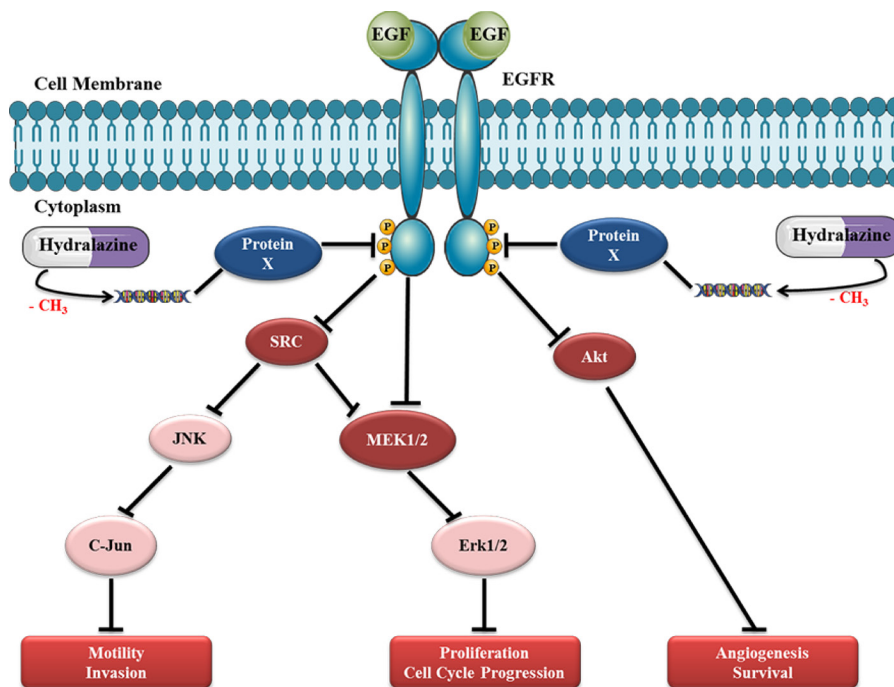 EGF
EGF
Cell Membrane
EGFR
Cytoplasm
Hydralazine
Protein
X
P
P
P
P
P
P
Protein
X
Hydralazine
- CH3
- CH3
SRC
Akt
JNK
MEK1/2
C-Jun
Erk1/2
Motility
Invasion
Proliferation
Cell Cycle Progression
Angiogenesis
Survival